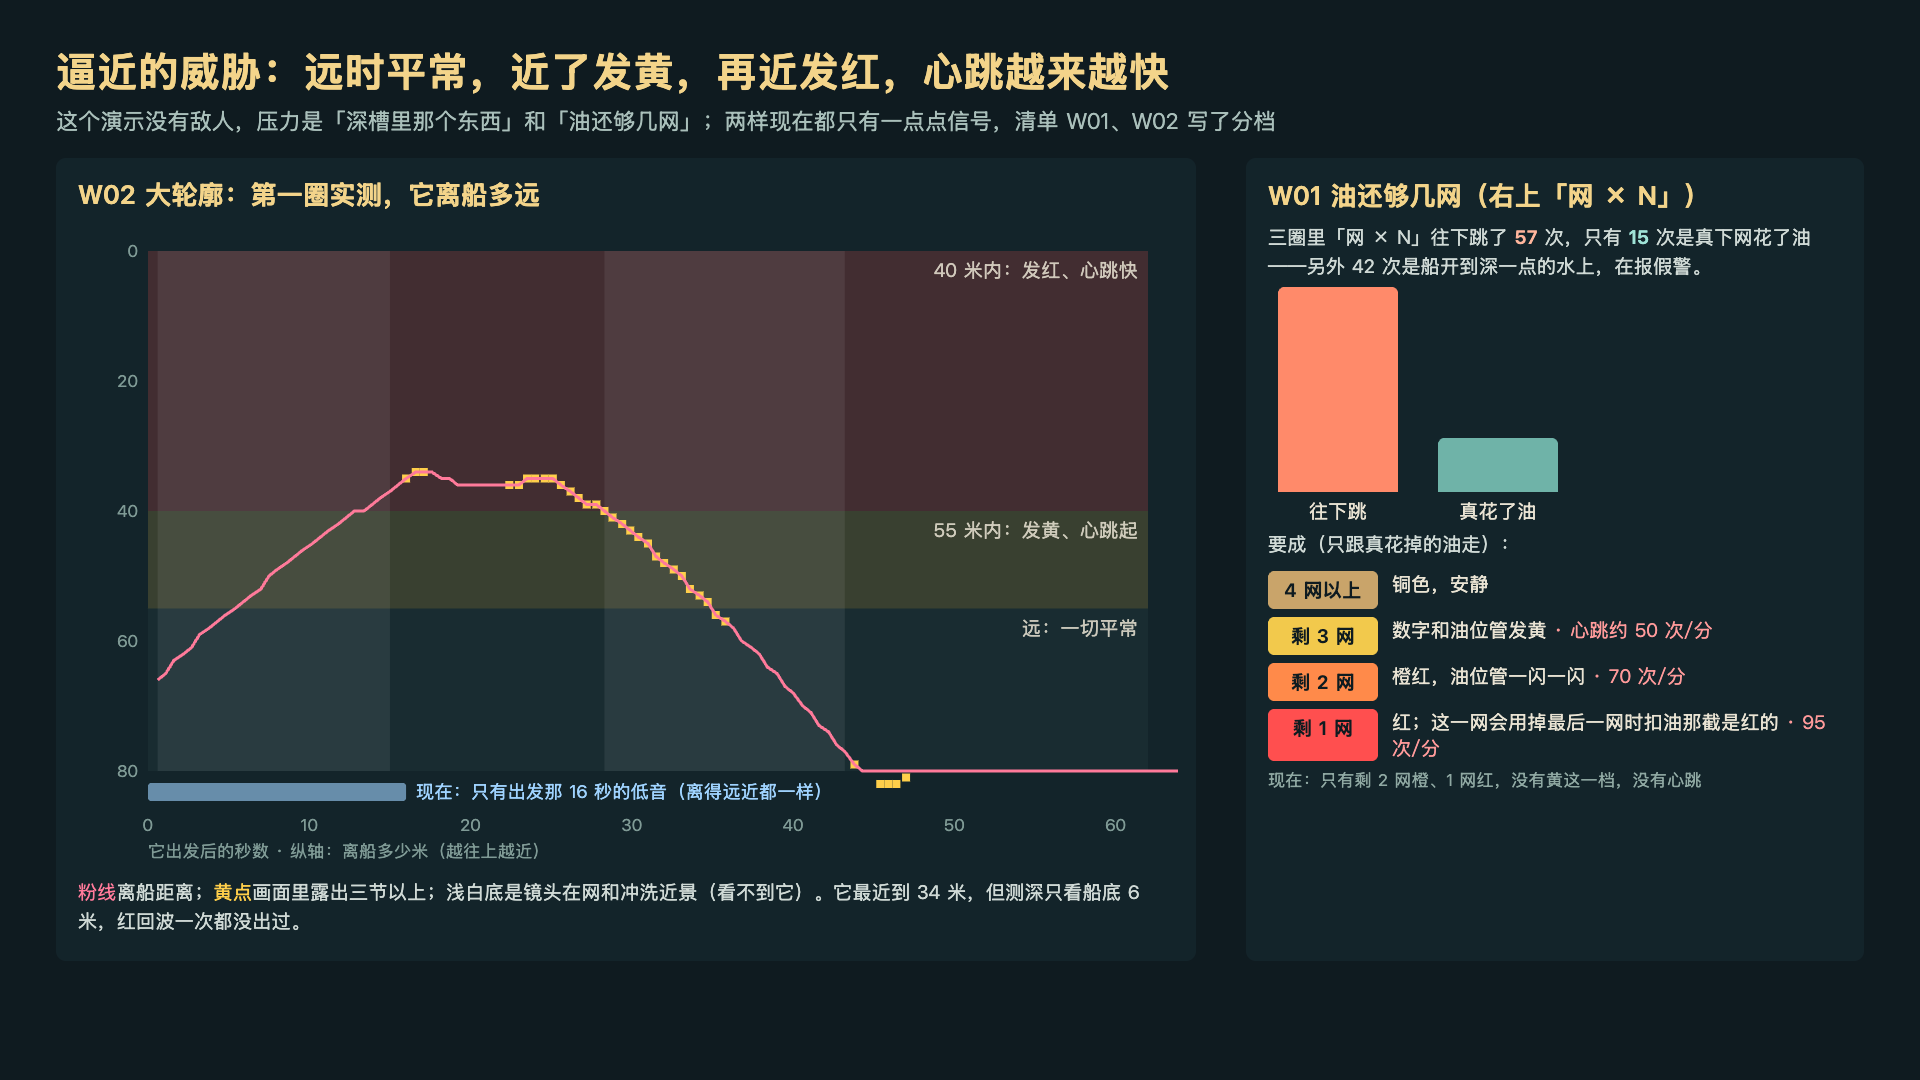 逼近的威胁：远时平常，近了发黄，再近发红，心跳越来越快
这个演示没有敌人，压力是「深槽里那个东西」和「油还够几网」；两样现在都只有一点点信号，清单 W01、W02 写了分档
W02 大轮廓：第一圈实测，它离船多远
0
20
40
60
80
40 米内：发红、心跳快
55 米内：发黄、心跳起
远：一切平常
现在：只有出发那 16 秒的低音（离得远近都一样）
0 10 20 30 40 50 60
它出发后的秒数 · 纵轴：离船多少米（越往上越近）
粉线离船距离；黄点画面里露出三节以上；浅白底是镜头在网和冲洗近景（看不到它）。它最近到 34 米，但测深只看船底 6
米，红回波一次都没出过。
W01 油还够几网（右上「网 × N」）
三圈里「网 × N」往下跳了 57 次，只有 15 次是真下网花了油
——另外 42 次是船开到深一点的水上，在报假警。
往下跳 真花了油
要成（只跟真花掉的油走）：
4 网以上 铜色，安静
剩 3 网 数字和油位管发黄 · 心跳约 50 次/分
剩 2 网 橙红，油位管一闪一闪 · 70 次/分
剩 1 网 红；这一网会用掉最后一网时扣油那截是红的 · 95
次/分
现在：只有剩 2 网橙、1 网红，没有黄这一档，没有心跳